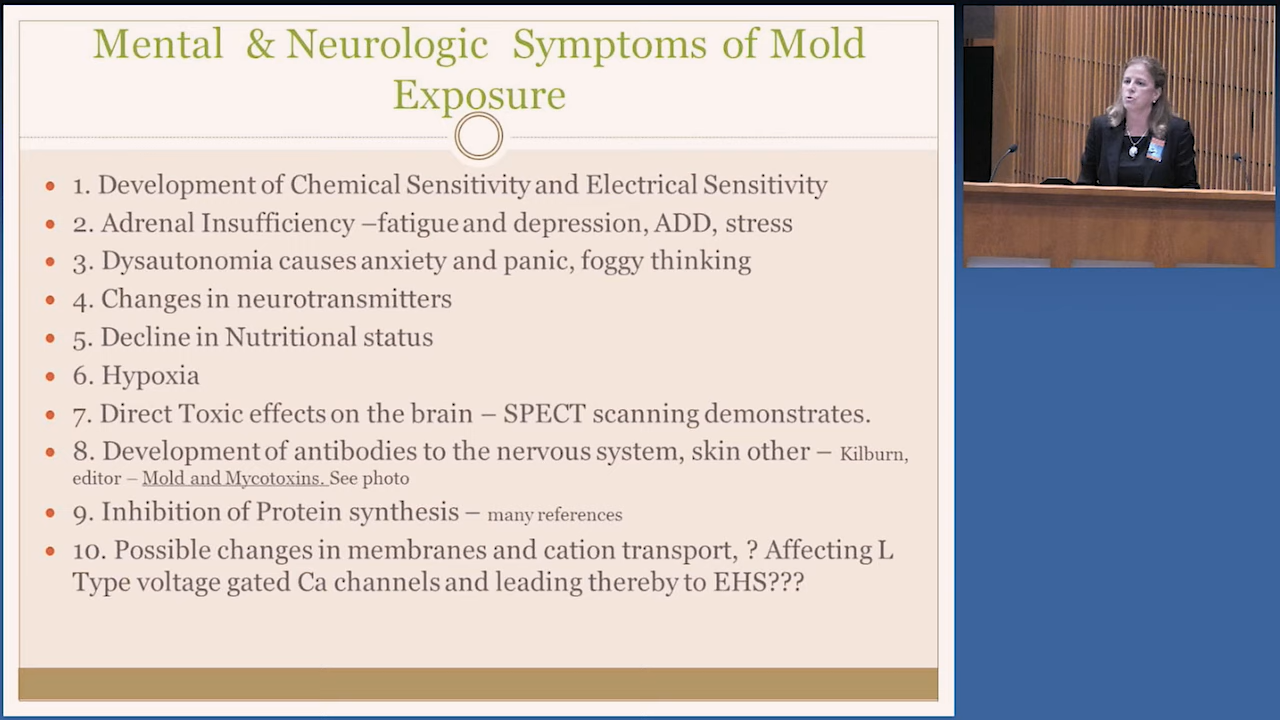 Mental & Neurologic Symptoms of Mold
Exposure
• 1. Development of Chemical Sensitivity and Electrical Sensitivity
• 2. Adrenal Insufficiency –fatigue and depression, ADD, stress
• 3. Dysautonomia causes anxiety and panic, foggy thinking
• 4. Changes in neurotransmitters
• 5. Decline in Nutritional status
• 6. Hypoxia
• 7. Direct Toxic effects on the brain – SPECT scanning demonstrates.
• 8. Development of antibodies to the nervous system, skin other – Kilburn,
editor – Mold and Mycotoxins. See photo
• 9. Inhibition of Protein synthesis – many references
• 10. Possible changes in membranes and cation transport, ? Affecting L
Type voltage gated Ca channels and leading thereby to EHS???